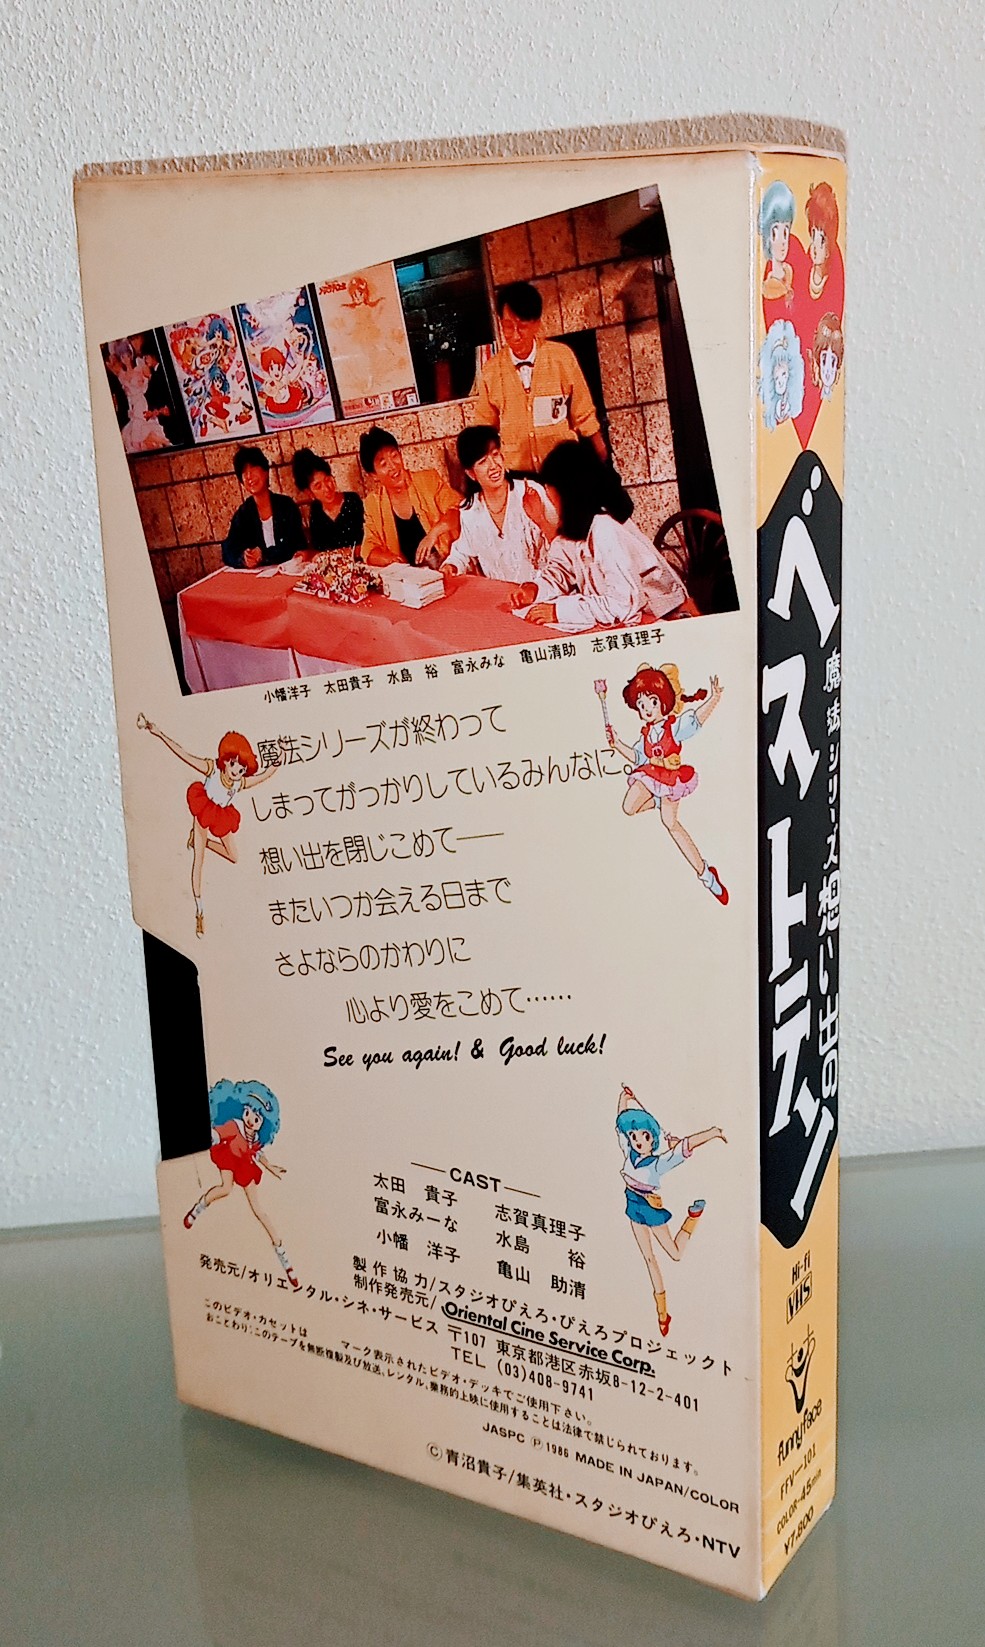 小幡洋子 太田貴子 水島 裕 富永みな 亀山清助 志賀真理子
魔法シリーズが終わって
しまってがっかりしているみんなに。
想い出を閉じこめて——
またいつか会える日まで
さよならのかわりに
心より愛をこめて……
See you again! & Good luck!
—CAST—
太田 貴子 志賀真理子
富永みーな 水島 裕
小幡 洋子 亀山 助清
製作協力/スタジオぴえろ・ぴえろプロジェクト
制作発売元/Oriental Cine Service Corp.
発売元/オリエンタル・シネ・サービス 〒107 東京都港区赤坂8-12-2-401
TEL (03)408-9741
このビデオ・カセットは マーク表示されたビデオ・デッキでご使用下さい。
おことわり:このテープを無断複製及び放送、レンタル、業務的上映に使用することは法律で禁じられております。
JASPC Ⓟ 1986 MADE IN JAPAN/COLOR
©青沼貴子/集英社・スタジオぴえろ・NTV
魔法シリーズ想い出の
ベストテン
Hi-Fi
VHS
funnyface
FFV-101
COLOR-45min
¥7,800